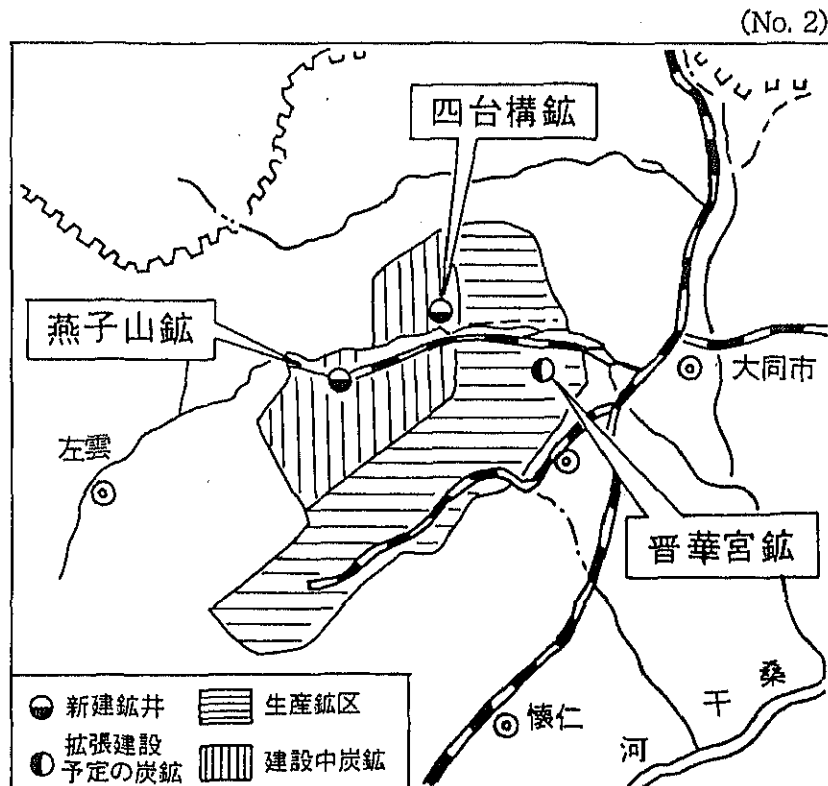 (No. 2)
四台構鉱
燕子山鉱
大同市
左雲
晋華宮鉱
懐仁
桑
干
河
新建鉱井
生産鉱区
拡張建設
予定の炭鉱
建設中炭鉱